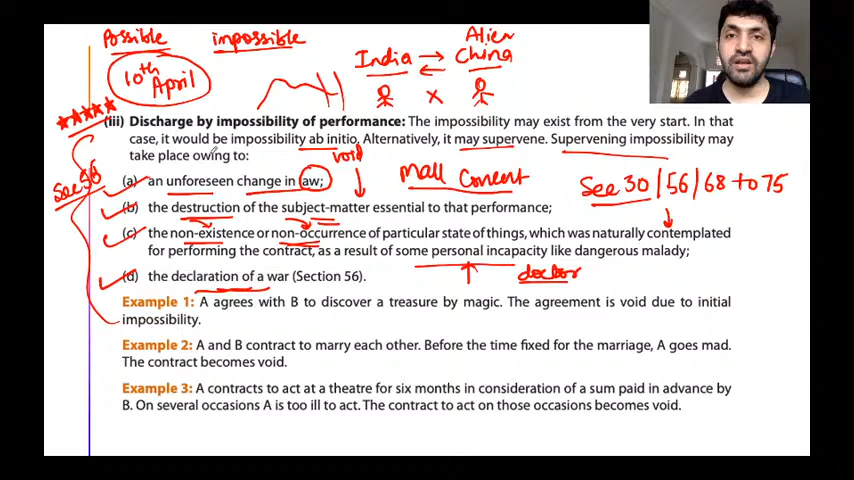 Possible impossible
Alien
10th April
India → China
← 
x
★★★★★
(iii) Discharge by impossibility of performance: The impossibility may exist from the very start. In that
case, it would be impossibility ab initio. Alternatively, it may supervene. Supervening impossibility may
take place owing to:
void
Sec 56
(a) an unforeseen change in law;
Mall Concert
Sec 30 / 56 / 68 to 75
(b) the destruction of the subject-matter essential to that performance;
(c) the non-existence or non-occurrence of particular state of things, which was naturally contemplated
for performing the contract, as a result of some personal incapacity like dangerous malady;
(d) the declaration of a war (Section 56).
doctor
Example 1: A agrees with B to discover a treasure by magic. The agreement is void due to initial
impossibility.
Example 2: A and B contract to marry each other. Before the time fixed for the marriage, A goes mad.
The contract becomes void.
Example 3: A contracts to act at a theatre for six months in consideration of a sum paid in advance by
B. On several occasions A is too ill to act. The contract to act on those occasions becomes void.